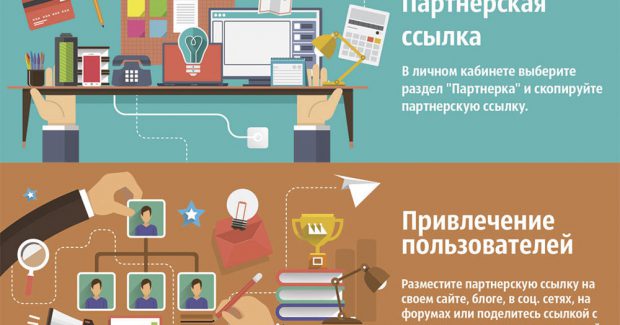 Партнерская
ссылка
В личном кабинете выберите
раздел "Партнерка" и скопируйте
партнерскую ссылку.
Привлечение
пользователей
Разместите партнерскую ссылку на
своем сайте, блоге, в соц. сетях, на
форумах или поделитесь ссылкой с